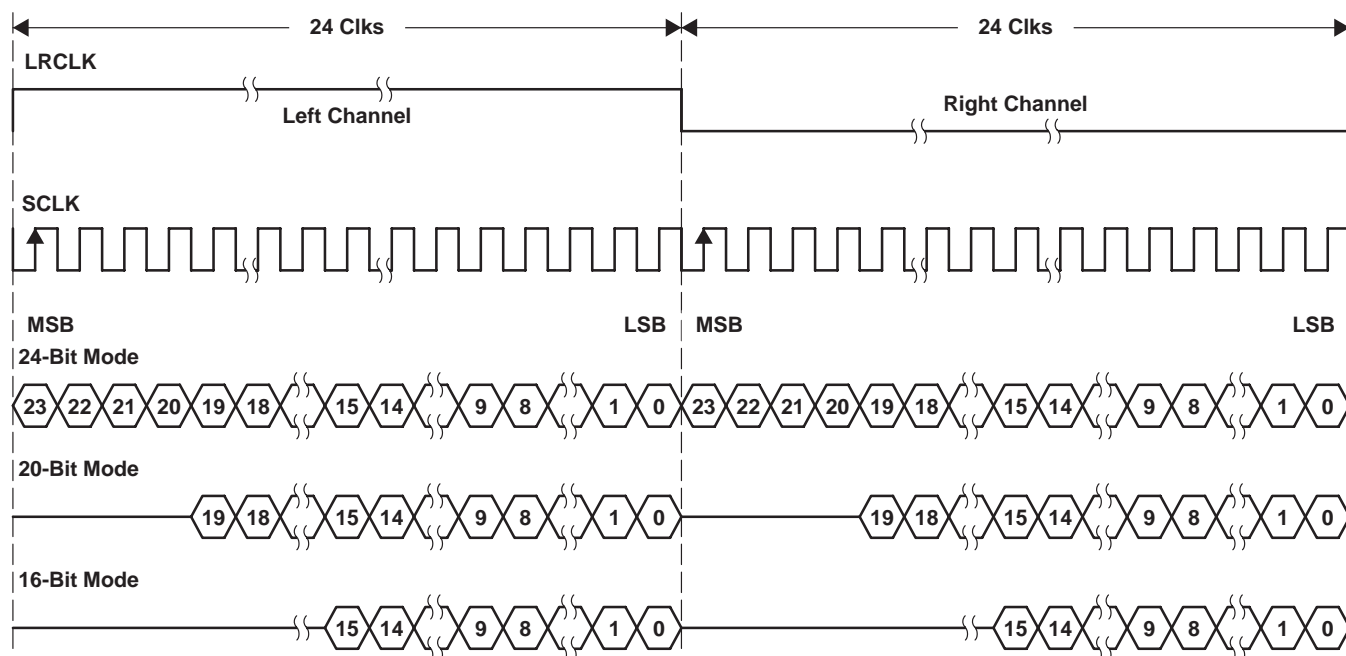 24 Clks 24 Clks
LRCLK
Left Channel
Right Channel
SCLK
MSB LSB MSB LSB
24-Bit Mode
23 22 21 20 19 18 15 14 9 8 1 0 23 22 21 20 19 18 15 14 9 8 1 0
20-Bit Mode
19 18 15 14 9 8 1 0 19 18 15 14 9 8 1 0
16-Bit Mode
15 14 9 8 1 0 15 14 9 8 1 0